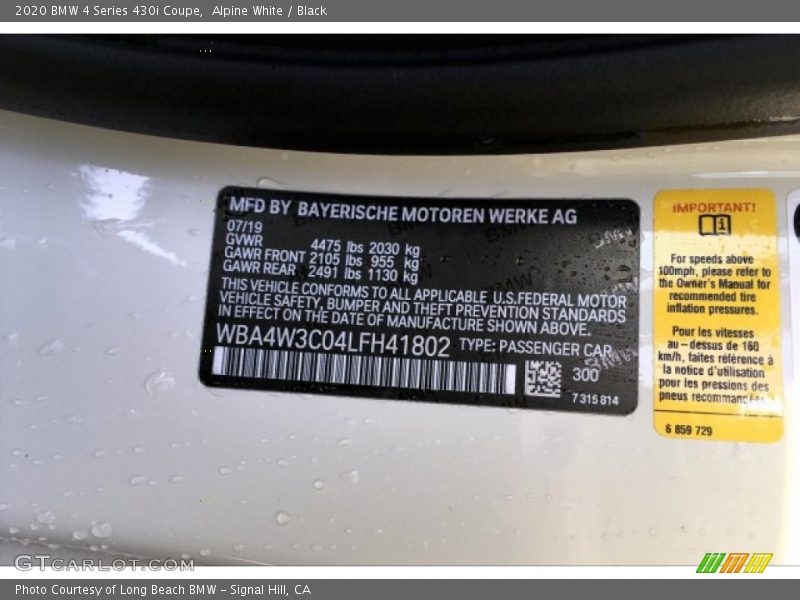 2020 BMW 4 Series 430i Coupe,  Alpine White / Black
MFD BY BAYERISCHE MOTOREN WERKE AG
07/19
GVWR 4475 lbs 2030 kg
GAWR FRONT 2105 lbs 955 kg
GAWR REAR 2491 lbs 1130 kg
THIS VEHICLE CONFORMS TO ALL APPLICABLE U.S.FEDERAL MOTOR
VEHICLE SAFETY, BUMPER AND THEFT PREVENTION STANDARDS
IN EFFECT ON THE DATE OF MANUFACTURE SHOWN ABOVE.
WBA4W3C04LFH41802 TYPE: PASSENGER CAR
300
7 315 814
IMPORTANT!
For speeds above
100mph, please refer to
the Owner's Manual for
recommended tire
inflation pressures.
Pour les vitesses
au-dessus de 160
km/h, faites référence à
la notice d'utilisation
pour les pressions des
pneus recommandées.
6 859 729
GTCARLOT.COM
Photo Courtesy of Long Beach BMW - Signal Hill, CA